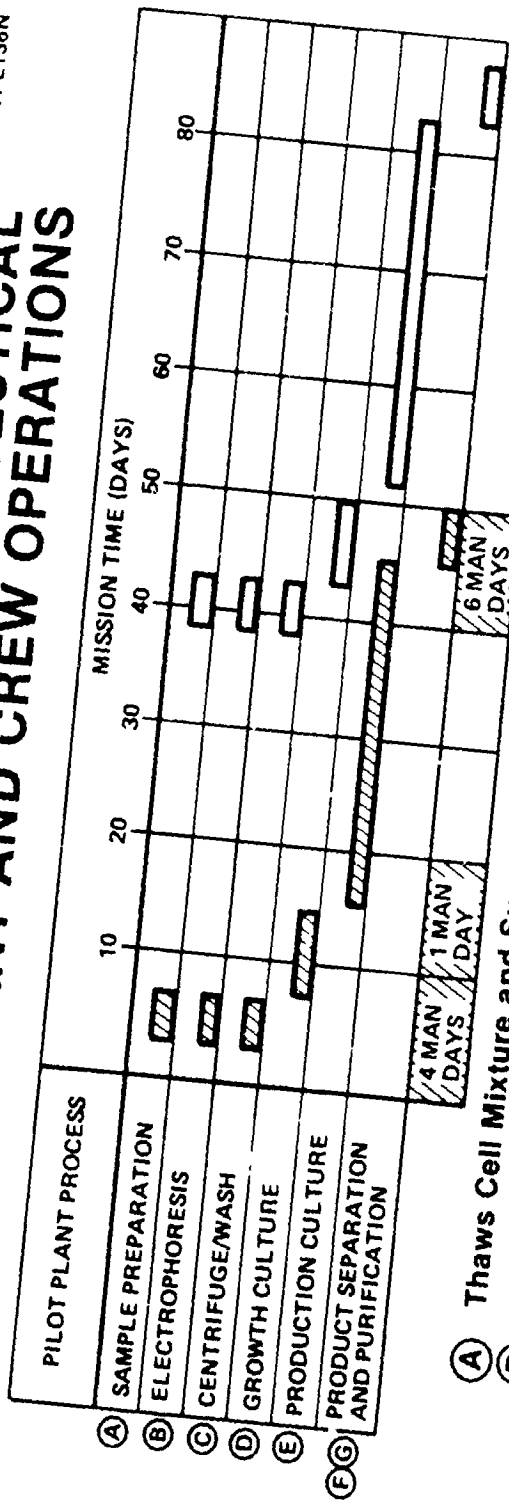 AND CREW OPERATIONS
PILOT PLANT PROCESS
MISSION TIME (DAYS)
10 20 30 40 50 60 70 80
Ⓐ SAMPLE PREPARATION
Ⓑ ELECTROPHORESIS
Ⓒ CENTRIFUGE/WASH
Ⓓ GROWTH CULTURE
Ⓔ PRODUCTION CULTURE
ⒻⒼ PRODUCT SEPARATION
AND PURIFICATION
4 MAN
DAYS
1 MAN
DAY
6 MAN
DAYS
Ⓐ Thaws Cell Mixture and